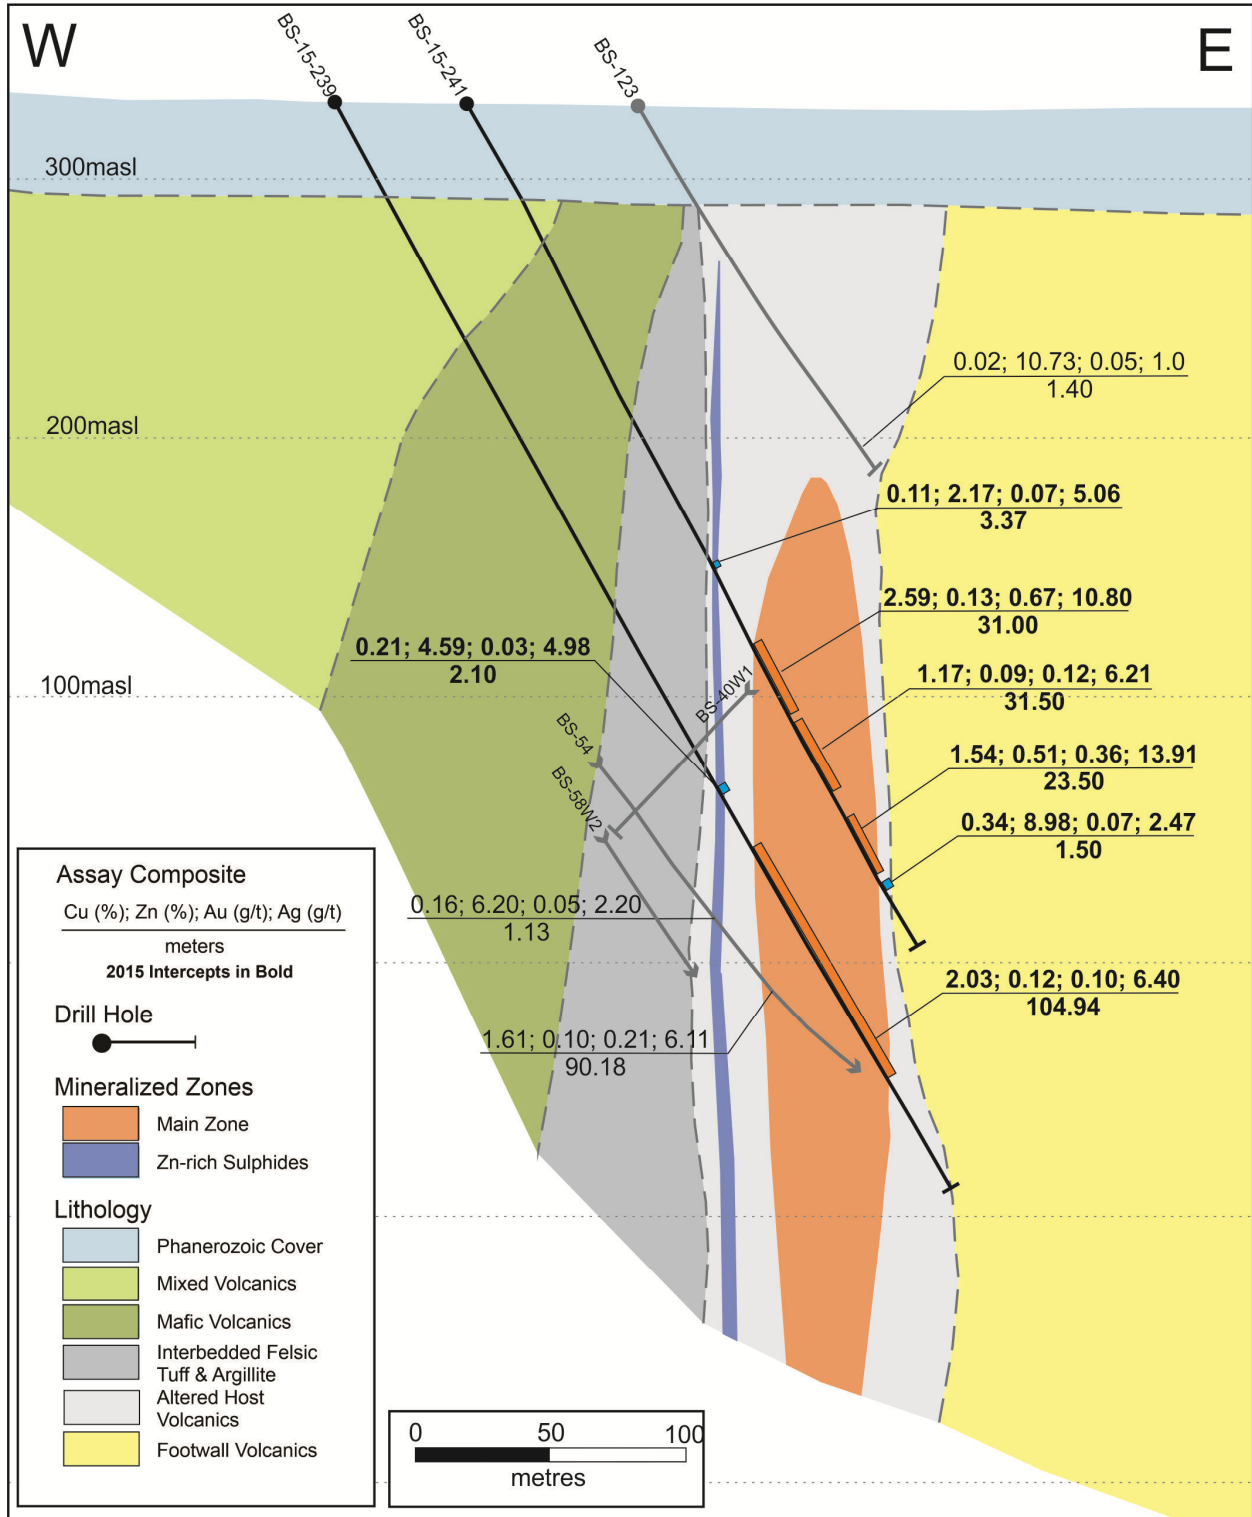 W
E
BS-15-239
BS-15-241
BS-123
300masl
0.02; 10.73; 0.05; 1.0
1.40
200masl
0.11; 2.17; 0.07; 5.06
3.37
2.59; 0.13; 0.67; 10.80
31.00
0.21; 4.59; 0.03; 4.98
2.10
100masl
BS-40W1
1.17; 0.09; 0.12; 6.21
31.50
BS-54
1.54; 0.51; 0.36; 13.91
23.50
BS-58W2
0.34; 8.98; 0.07; 2.47
1.50
0.16; 6.20; 0.05; 2.20
1.13
2.03; 0.12; 0.10; 6.40
104.94
1.61; 0.10; 0.21; 6.11
90.18
Assay Composite
Cu (%); Zn (%); Au (g/t); Ag (g/t)
meters
2015 Intercepts in Bold
Drill Hole
Mineralized Zones
Main Zone
Zn-rich Sulphides
Lithology
Phanerozoic Cover
Mixed Volcanics
Mafic Volcanics
Interbedded Felsic
Tuff & Argillite
Altered Host
Volcanics
Footwall Volcanics
0 50 100
metres